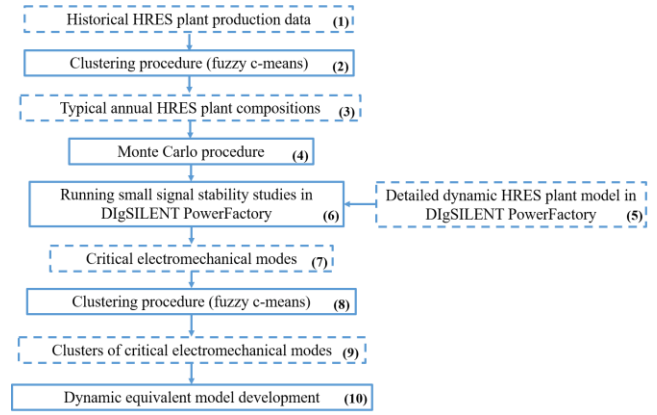 Historical HRES plant production data (1)
Clustering procedure (fuzzy c-means) (2)
Typical annual HRES plant compositions (3)
Monte Carlo procedure (4)
Running small signal stability studies in
DIgSILENT PowerFactory (6)
Detailed dynamic HRES plant model in
DIgSILENT PowerFactory (5)
Critical electromechanical modes (7)
Clustering procedure (fuzzy c-means) (8)
Clusters of critical electromechanical modes (9)
Dynamic equivalent model development (10)